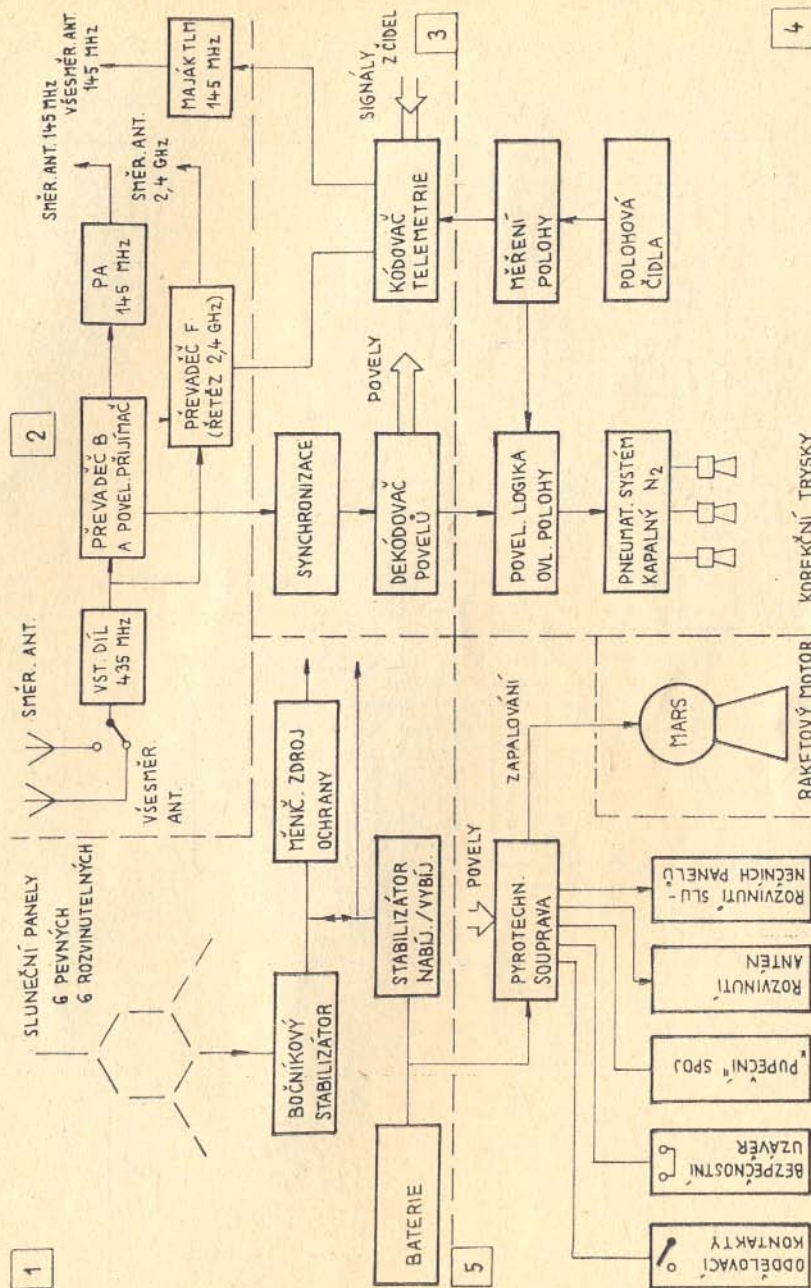 1
SLUNEČNÍ PANELY
6 PEVNÝCH
6 ROZVINUTELNÝCH
BOČNÍKOVÝ
STABILIZÁTOR
MĚNIČ. ZDROJ
OCHRANY
BATERIE
STABILIZÁTOR
NABÍJ./VYBÍJ.
2
SMĚR. ANT.
VŠESMĚR.
ANT.
VST. DÍL
435 MHz
PŘEVADĚČ B
A POVEL. PŘIJÍMAČ
PA
145 MHz
SMĚR. ANT. 145 MHz
VŠESMĚR. ANT.
145 MHz
SMĚR. ANT.
2,4 GHz
PŘEVADĚČ F
(ŘETĚZ 2,4 GHz)
MAJÁK TLM
145 MHz
3
SYNCHRONIZACE
DEKÓDOVAČ
POVELŮ
POVELY
KÓDOVAČ
TELEMETRIE
SIGNÁLY
Z ČIDEL
4
POVEL. LOGIKA
OVL. POLOHY
MĚŘENÍ
POLOHY
PNEUMAT. SYSTÉM
KAPALNÝ N2
POLOHOVÁ
ČIDLA
KOREKČNÍ TRYSKY
5
POVELY
PYROTECHN.
SOUPRAVA
ZAPALOVÁNÍ
MARS
RAKETOVÝ MOTOR
ODDĚLOVACÍ
KONTAKTY
BEZPEČNOSTNÍ
UZÁVĚR
"PUPEČNÍ" SPOJ
ROZVINUTÍ
ANTÉN
ROZVINUTÍ SLU-
NEČNÍCH PANELŮ